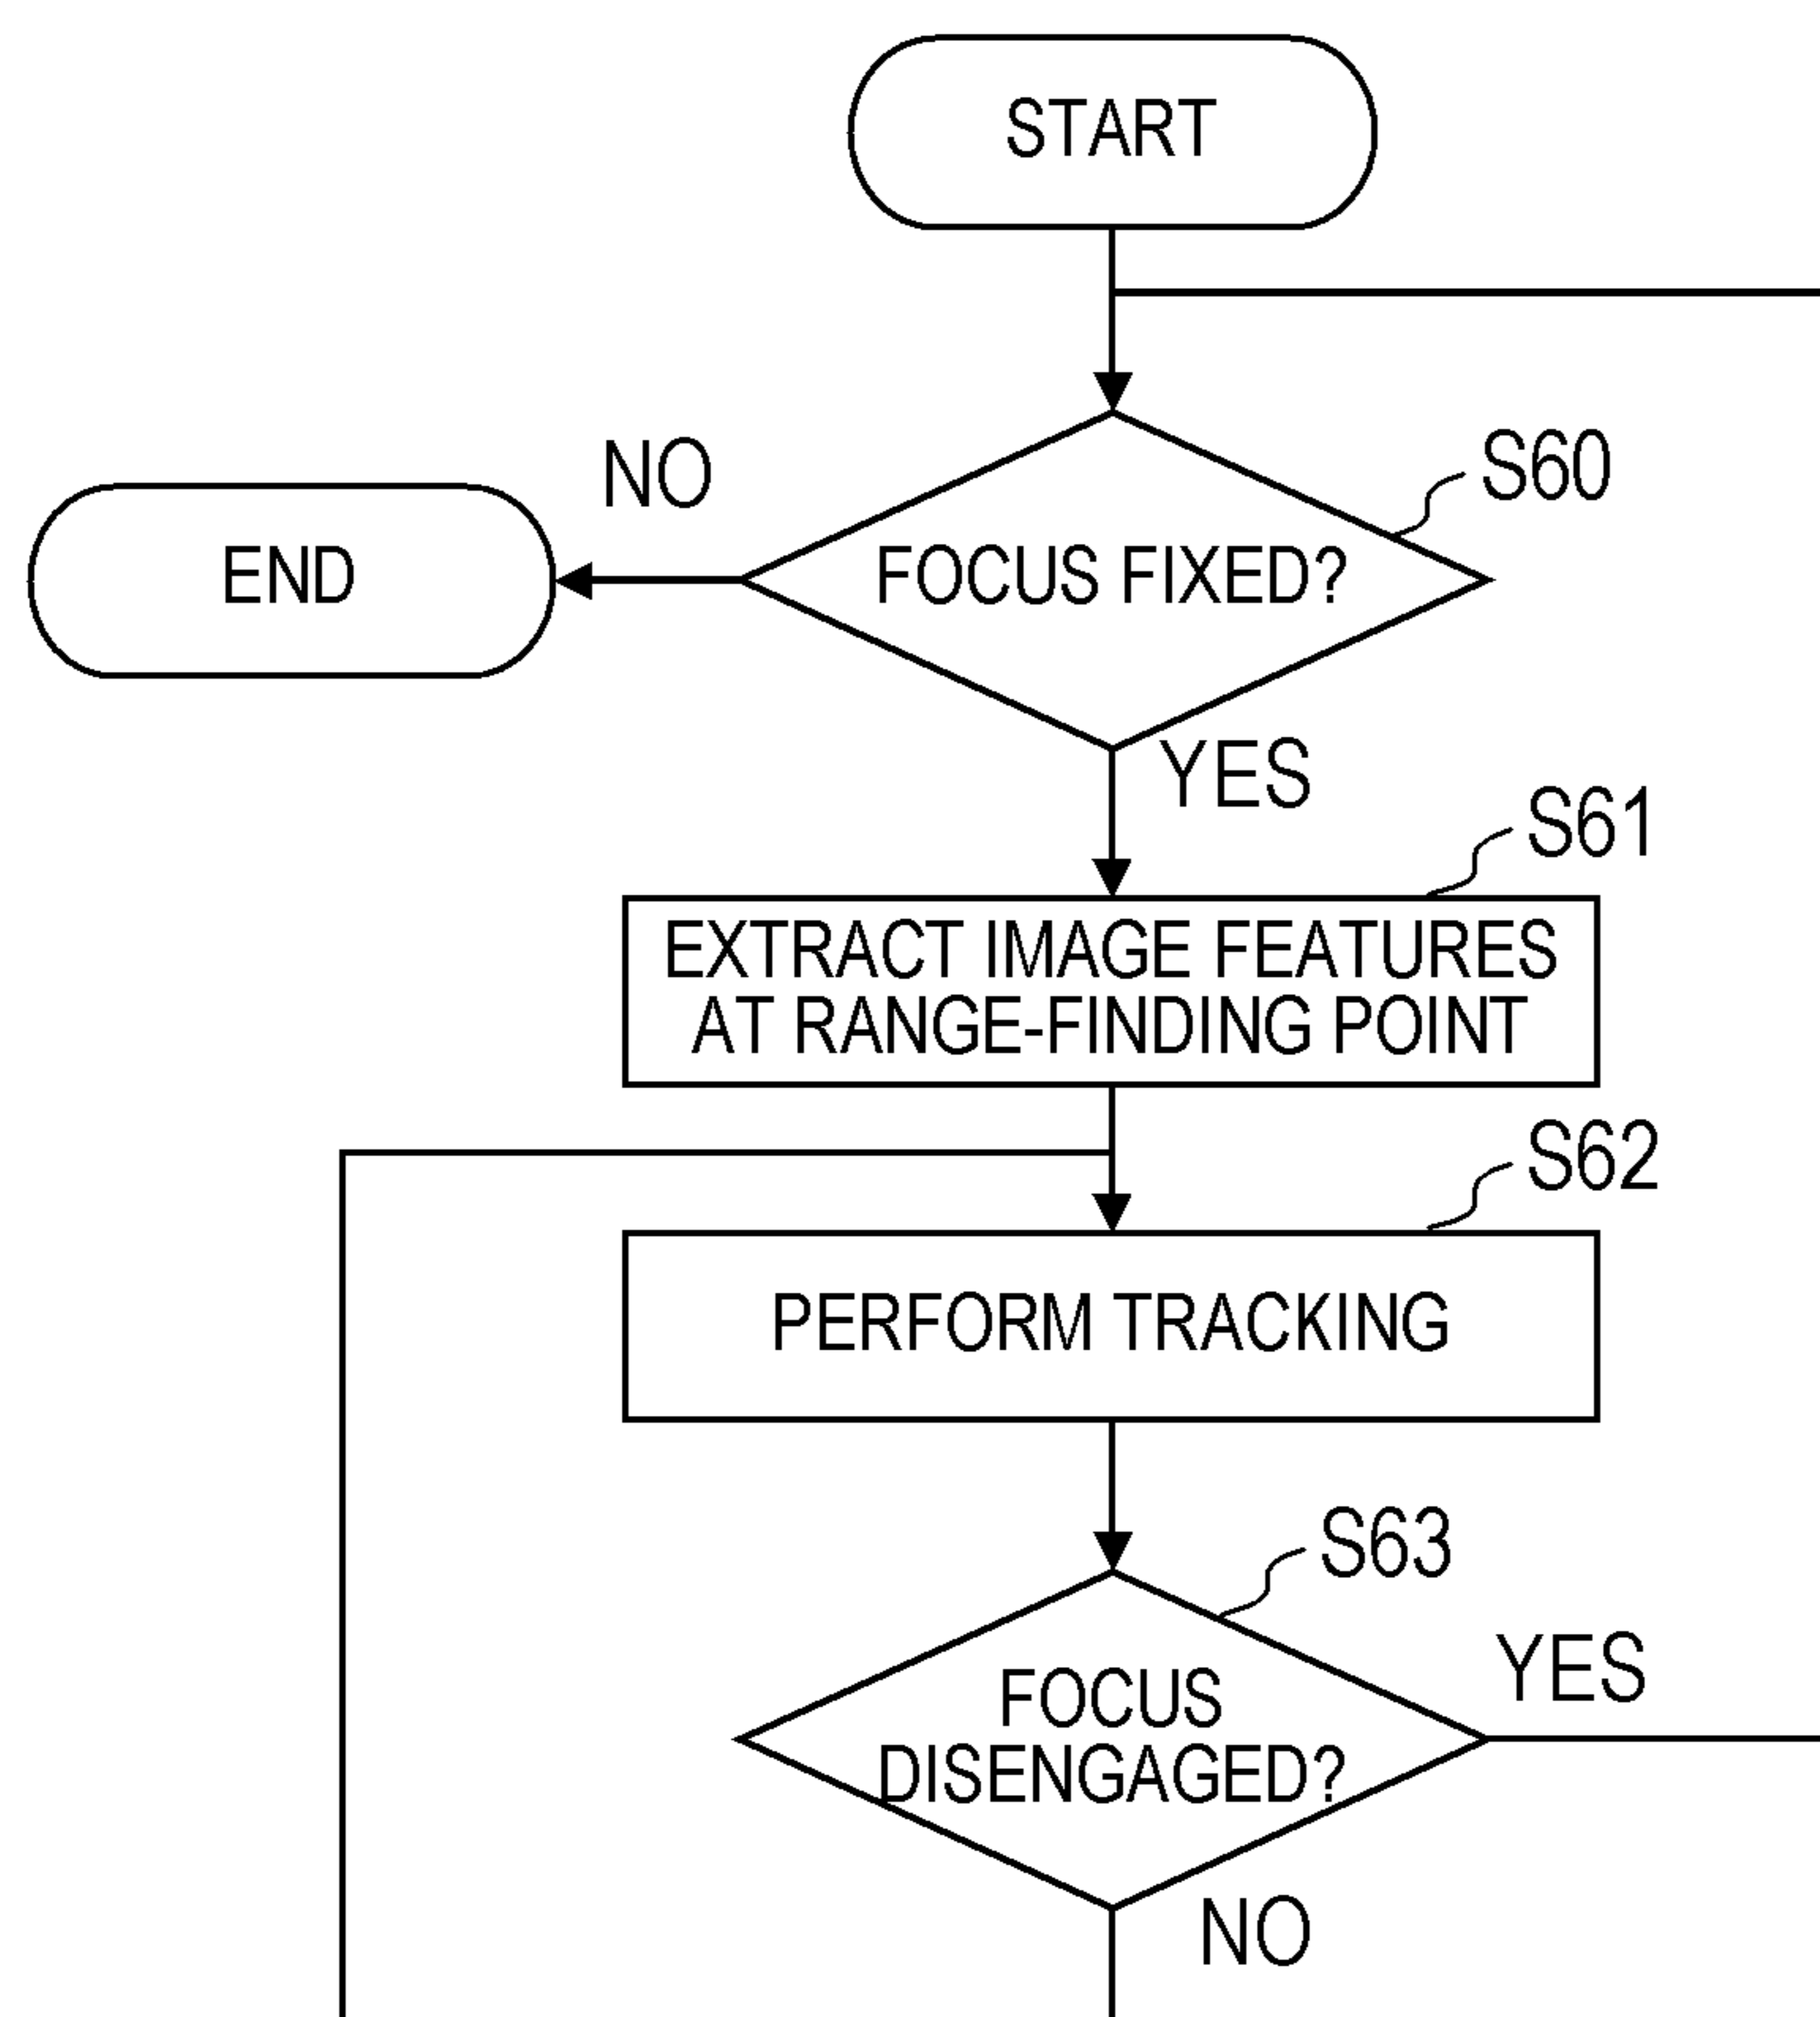 START
NO
S60
END
FOCUS FIXED?
YES
S61
EXTRACT IMAGE FEATURES
AT RANGE-FINDING POINT
S62
PERFORM TRACKING
S63
YES
FOCUS
DISENGAGED?
NO